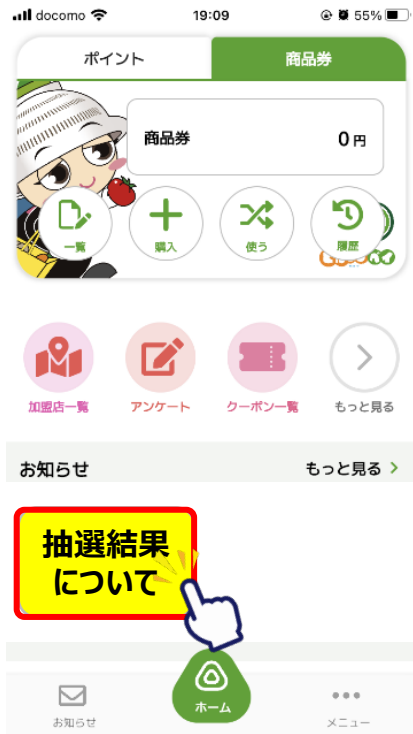 docomo 19:09 55%
ポイント 商品券
商品券 0円
一覧 購入 使う 履歴
加盟店一覧 アンケート クーポン一覧 もっと見る
お知らせ もっと見る
抽選結果
について
お知らせ ホーム メニュー